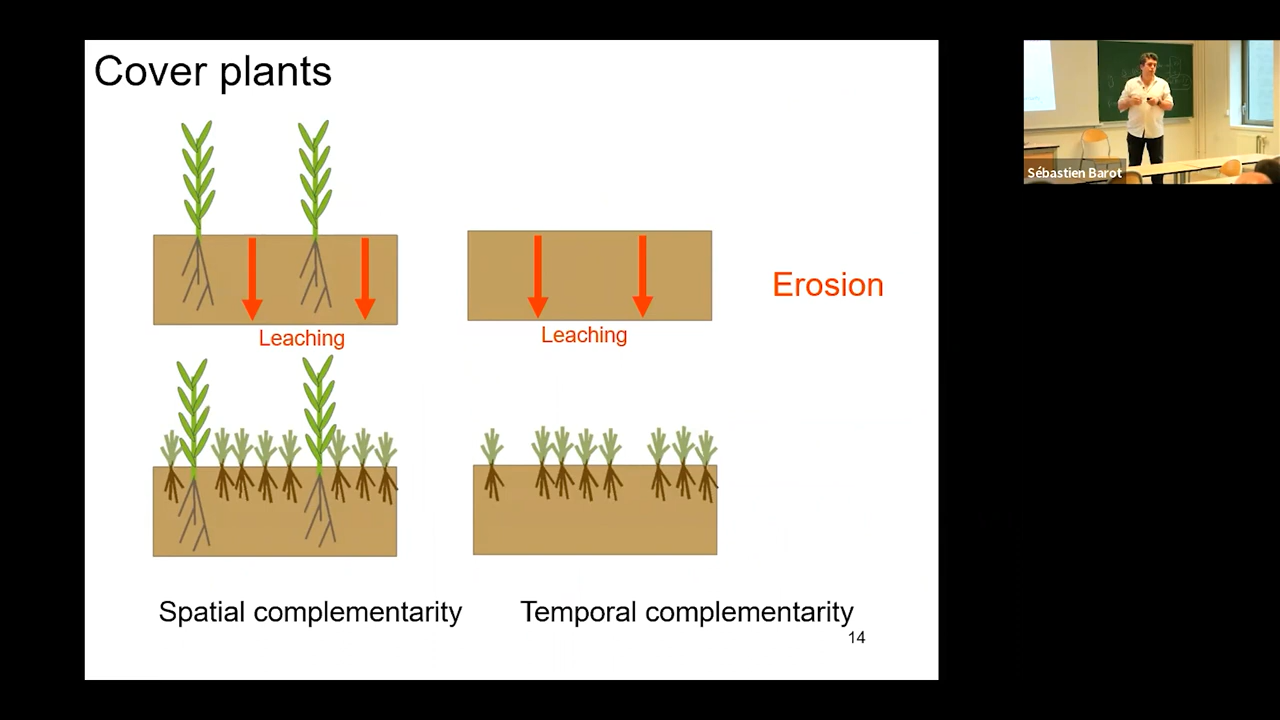 Cover plants
Sébastien Barot
Erosion
Leaching
Leaching
Spatial complementarity
Temporal complementarity
14